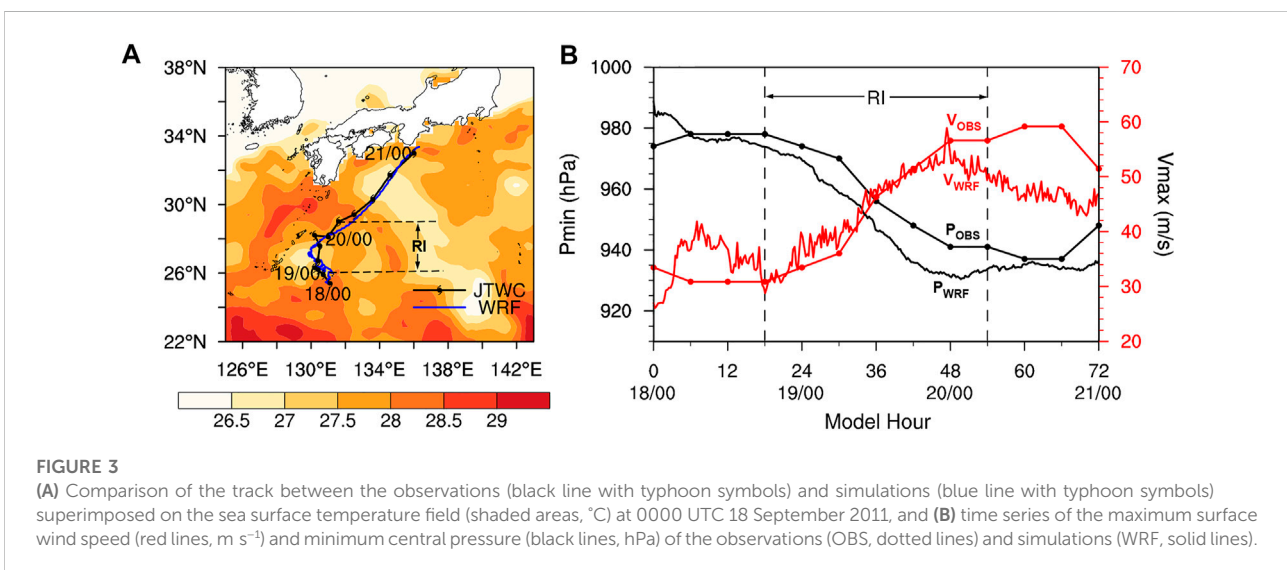 A
38°N
34°N
30°N
26°N
22°N
126°E 130°E 134°E 138°E 142°E
21/00
20/00
19/00
18/00
RI
JTWC
WRF
26.5 27 27.5 28 28.5 29
B
1000
980
960
940
920
Pmin (hPa)
RI
V_OBS
V_WRF
P_OBS
P_WRF
70
60
50
40
30
20
Vmax (m/s)
0 12 24 36 48 60 72
18/00 19/00 20/00 21/00
Model Hour
FIGURE 3
(A) Comparison of the track between the observations (black line with typhoon symbols) and simulations (blue line with typhoon symbols)
superimposed on the sea surface temperature field (shaded areas, °C) at 0000 UTC 18 September 2011, and (B) time series of the maximum surface
wind speed (red lines, m s⁻¹) and minimum central pressure (black lines, hPa) of the observations (OBS, dotted lines) and simulations (WRF, solid lines).